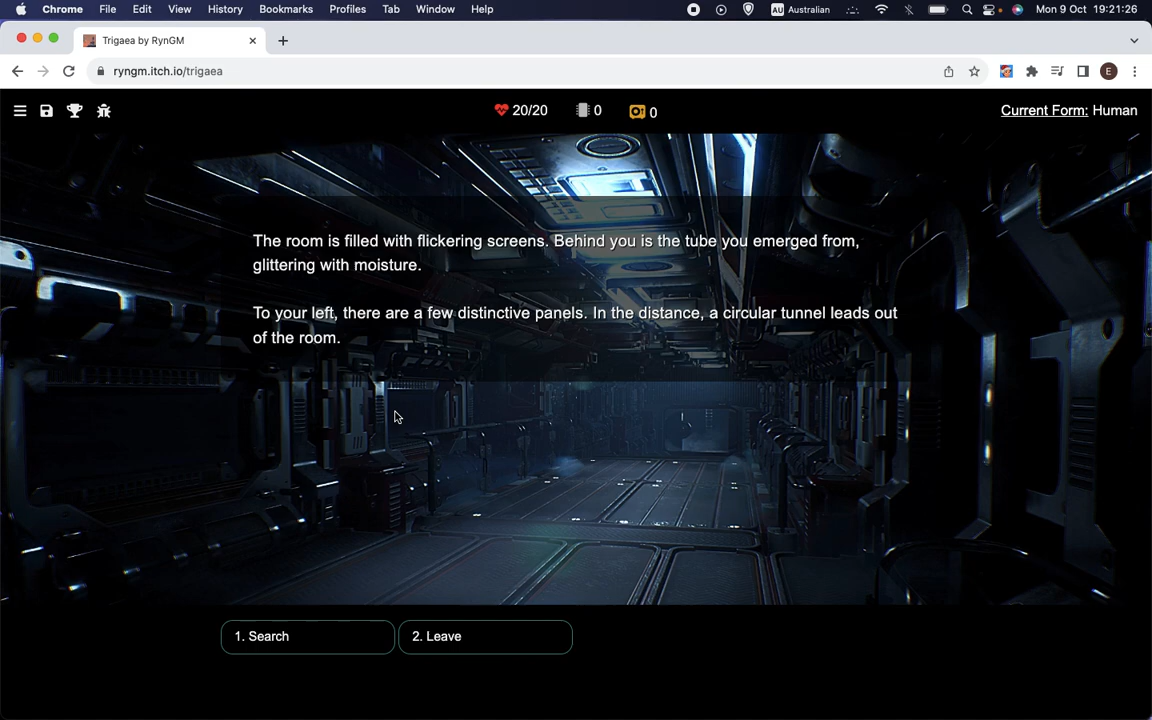 Chrome File Edit View History Bookmarks Profiles Tab Window Help AU Australian Mon 9 Oct 19:21:26
Trigaea by RynGM
ryngm.itch.io/trigaea E
20/20 0 0 Current Form: Human
The room is filled with flickering screens. Behind you is the tube you emerged from,
glittering with moisture.
To your left, there are a few distinctive panels. In the distance, a circular tunnel leads out
of the room.
1. Search 2. Leave